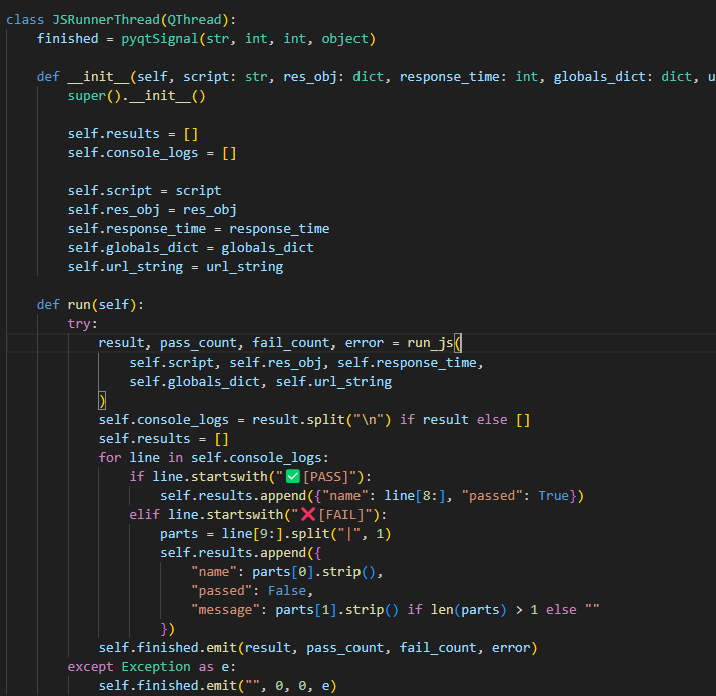 class JSRunnerThread(QThread):
    finished = pyqtSignal(str, int, int, object)

    def __init__(self, script: str, res_obj: dict, response_time: int, globals_dict: dict, u
        super().__init__()

        self.results = []
        self.console_logs = []

        self.script = script
        self.res_obj = res_obj
        self.response_time = response_time
        self.globals_dict = globals_dict
        self.url_string = url_string

    def run(self):
        try:
            result, pass_count, fail_count, error = run_js(
                self.script, self.res_obj, self.response_time,
                self.globals_dict, self.url_string
            )
            self.console_logs = result.split("\n") if result else []
            self.results = []
            for line in self.console_logs:
                if line.startswith("✅[PASS]"):
                    self.results.append({"name": line[8:], "passed": True})
                elif line.startswith("❌[FAIL]"):
                    parts = line[9:].split("|", 1)
                    self.results.append({
                        "name": parts[0].strip(),
                        "passed": False,
                        "message": parts[1].strip() if len(parts) > 1 else ""
                    })
            self.finished.emit(result, pass_count, fail_count, error)
        except Exception as e:
            self.finished.emit("", 0, 0, e)